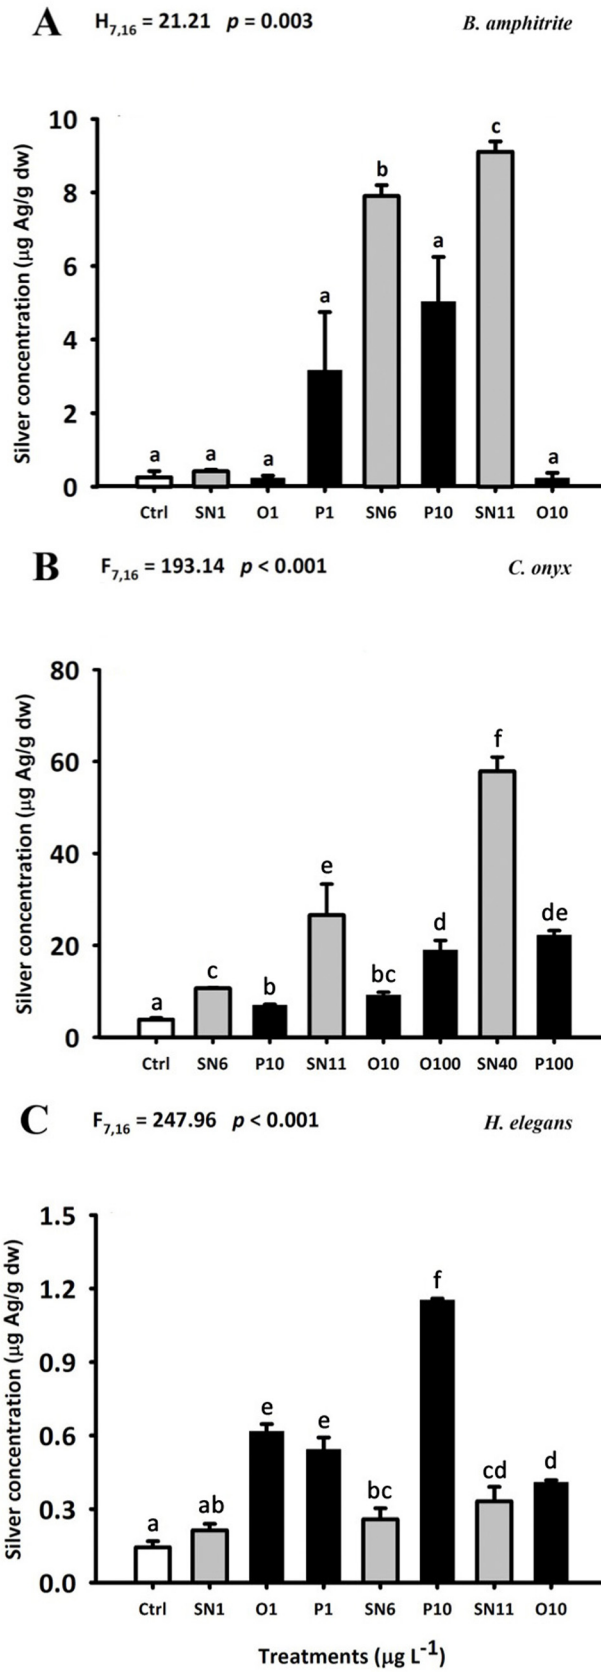 A H7,16 = 21.21 p = 0.003 B. amphitrite
Silver concentration (µg Ag/g dw)
10
8
6
4
2
0
a a a a b a c a
Ctrl SN1 O1 P1 SN6 P10 SN11 O10
B F7,16 = 193.14 p < 0.001 C. onyx
Silver concentration (µg Ag/g dw)
80
60
40
20
0
a c b e bc d f de
Ctrl SN6 P10 SN11 O10 O100 SN40 P100
C F7,16 = 247.96 p < 0.001 H. elegans
Silver concentration (µg Ag/g dw)
1.5
1.2
0.9
0.6
0.3
0.0
a ab e e bc f cd d
Ctrl SN1 O1 P1 SN6 P10 SN11 O10
Treatments (µg L-1)